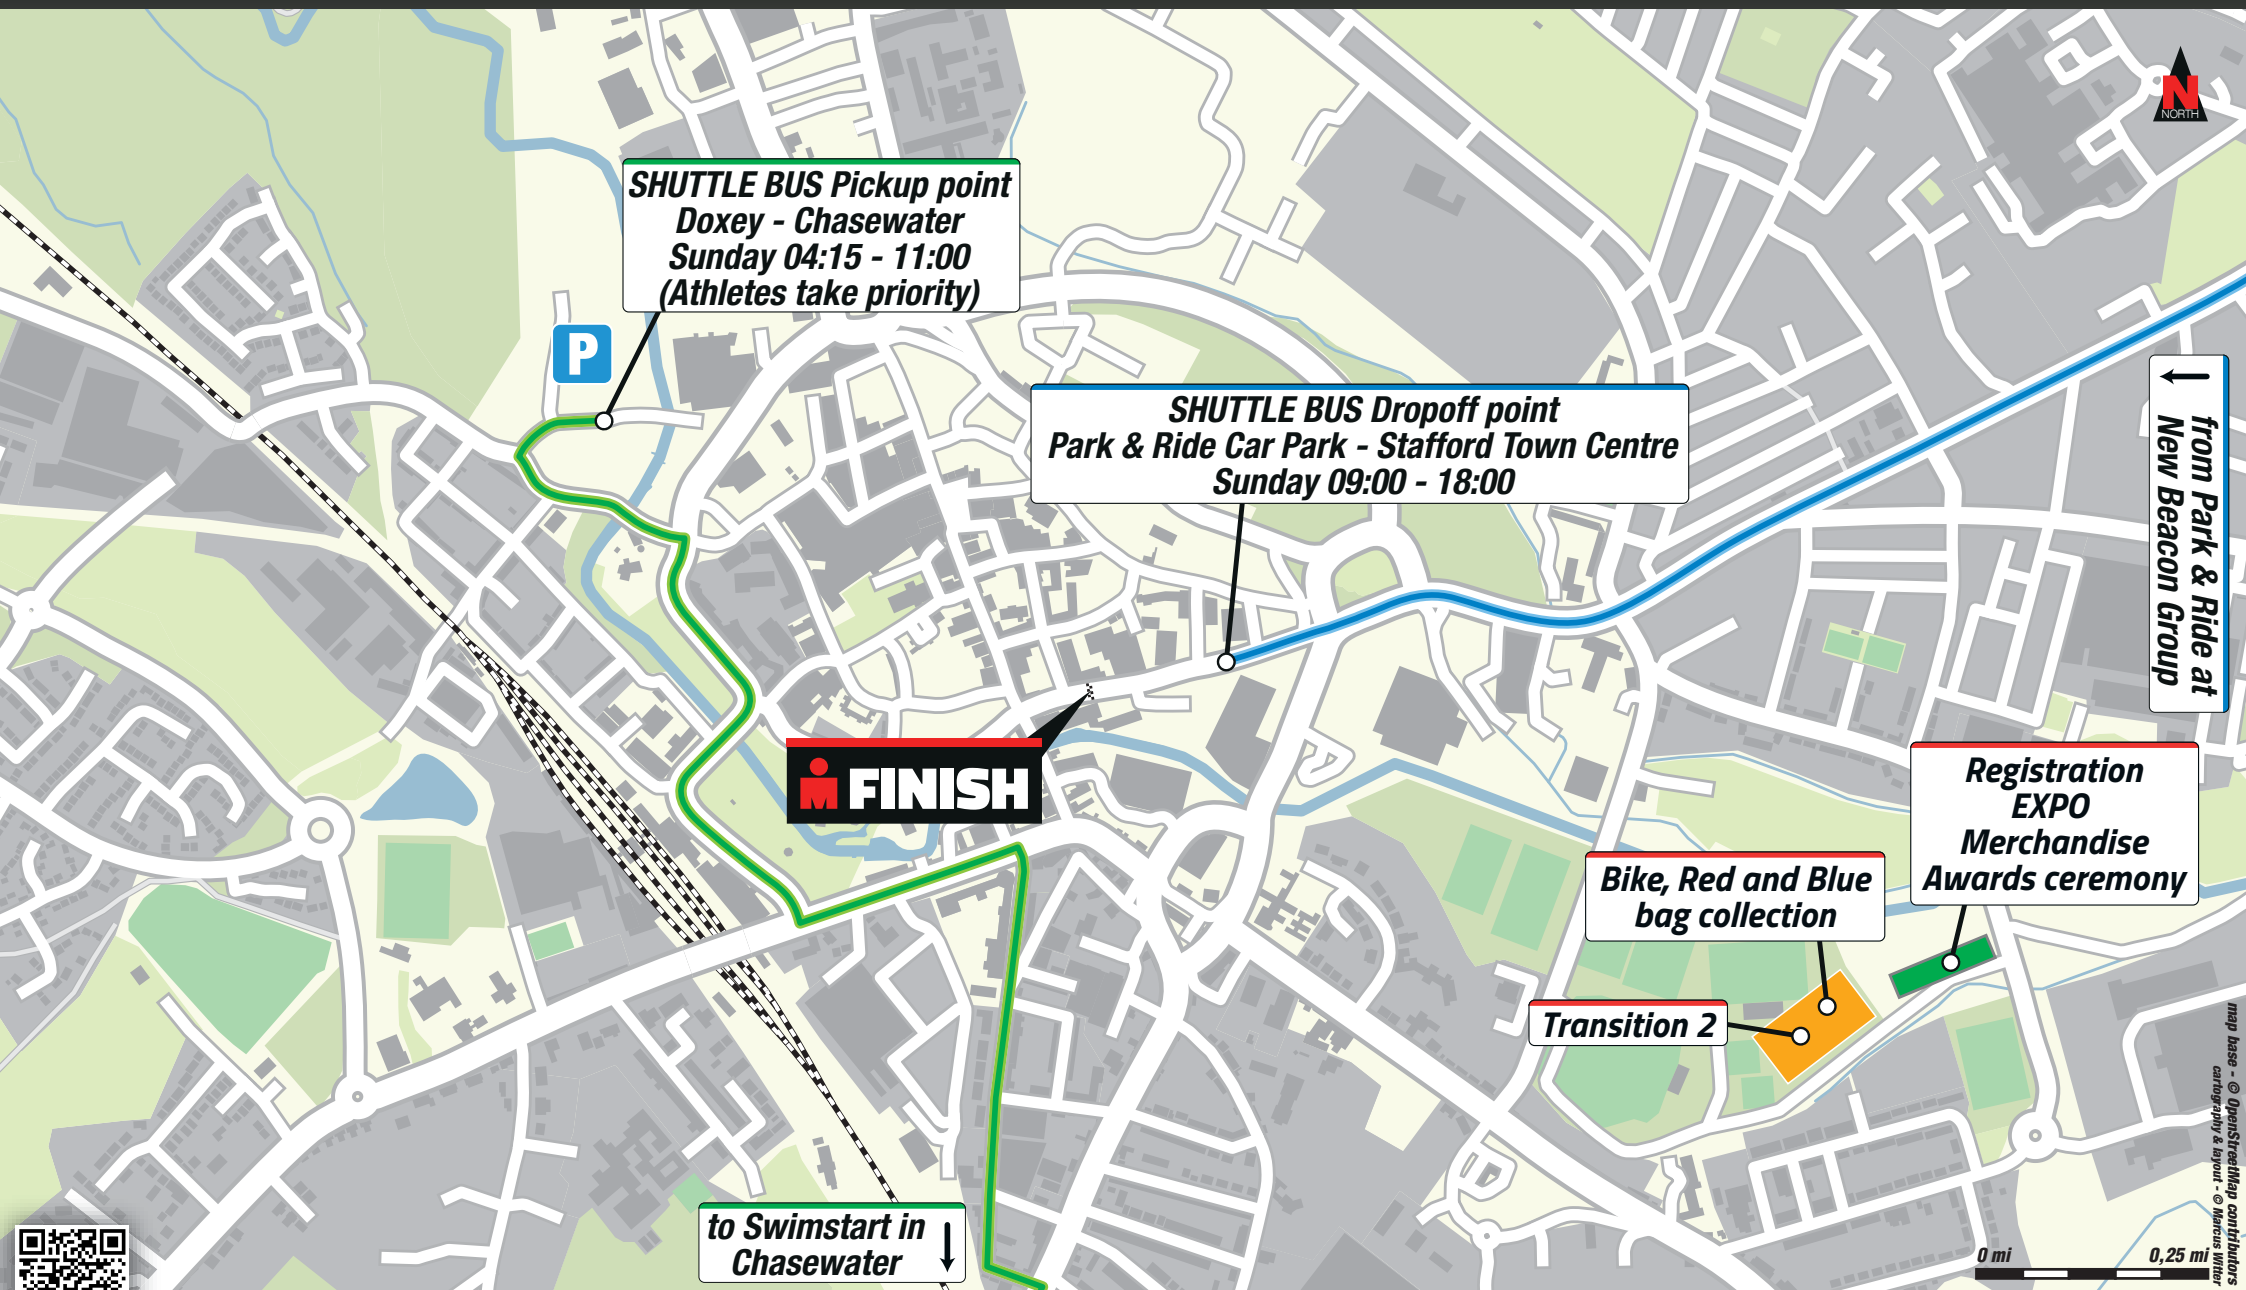 N
NORTH
SHUTTLE BUS Pickup point
Doxey - Chasewater
Sunday 04:15 - 11:00
(Athletes take priority)
P
SHUTTLE BUS Dropoff point
Park & Ride Car Park - Stafford Town Centre
Sunday 09:00 - 18:00
from Park & Ride at
New Beacon Group
M FINISH
Registration
EXPO
Merchandise
Awards ceremony
Bike, Red and Blue
bag collection
Transition 2
to Swimstart in
Chasewater
0 mi 0,25 mi
map base - © OpenStreetMap contributors
cartography & layout - © Marcus Witter